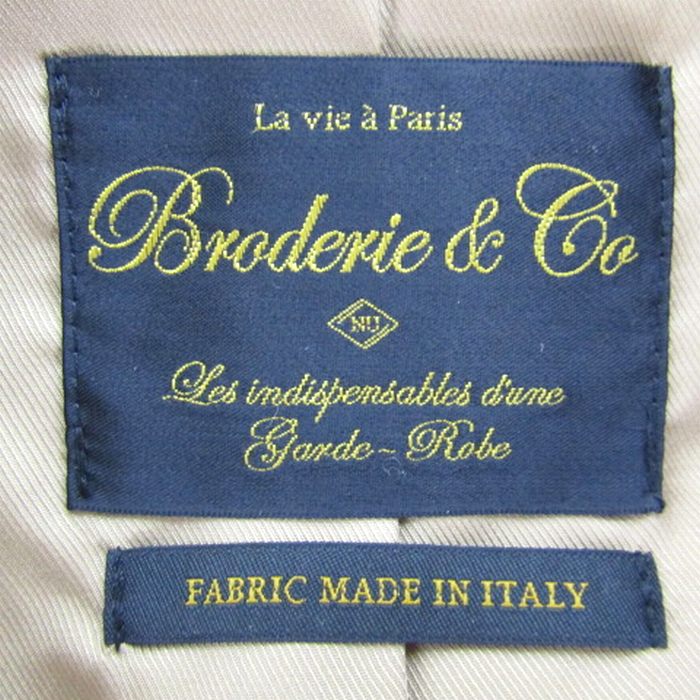 La vie à Paris
Broderie & Co
NU
Les indispensables d'une
Garde-Robe
FABRIC MADE IN ITALY